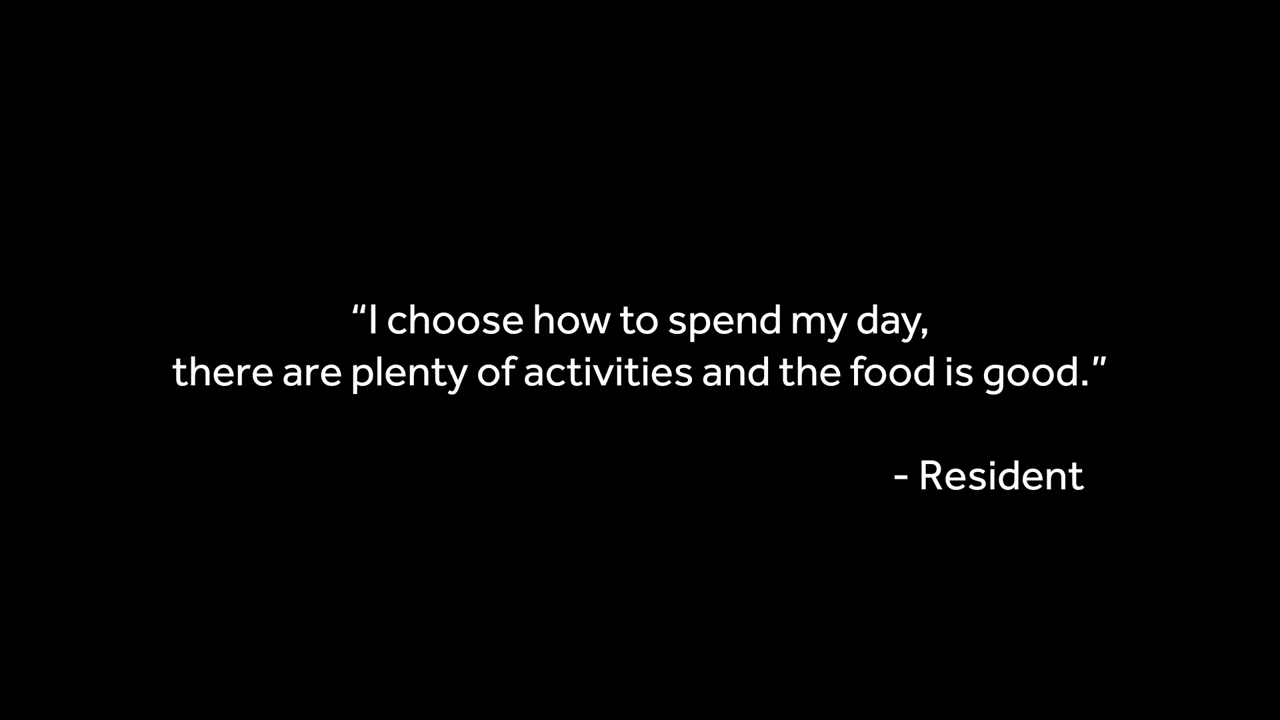 “I choose how to spend my day,
there are plenty of activities and the food is good.”
- Resident